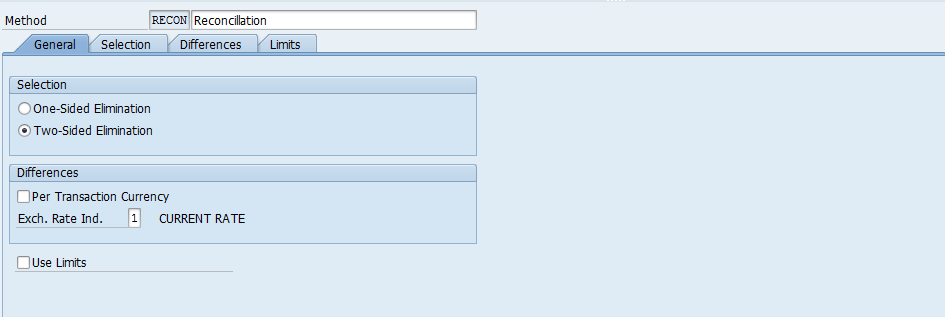 Method RECON Reconcillation
General Selection Differences Limits
Selection
One-Sided Elimination
Two-Sided Elimination
Differences
Per Transaction Currency
Exch. Rate Ind. 1 CURRENT RATE
Use Limits